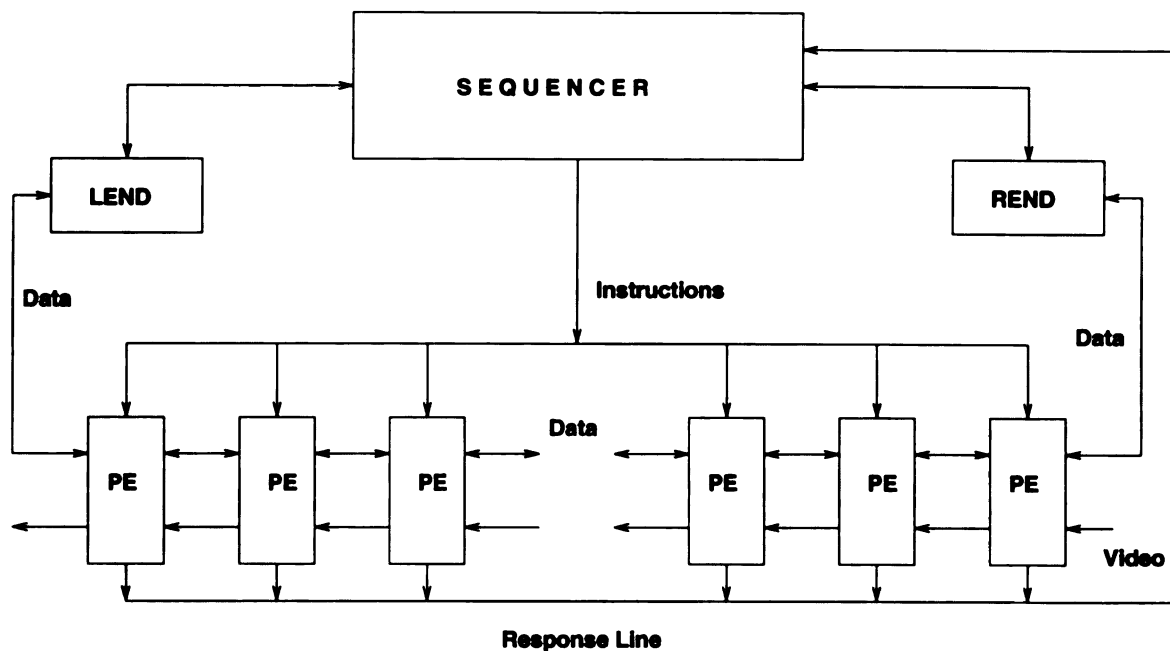 SEQUENCER
LEND
REND
Data
Instructions
Data
Data
PE
PE
PE
PE
PE
PE
Video
Response Line